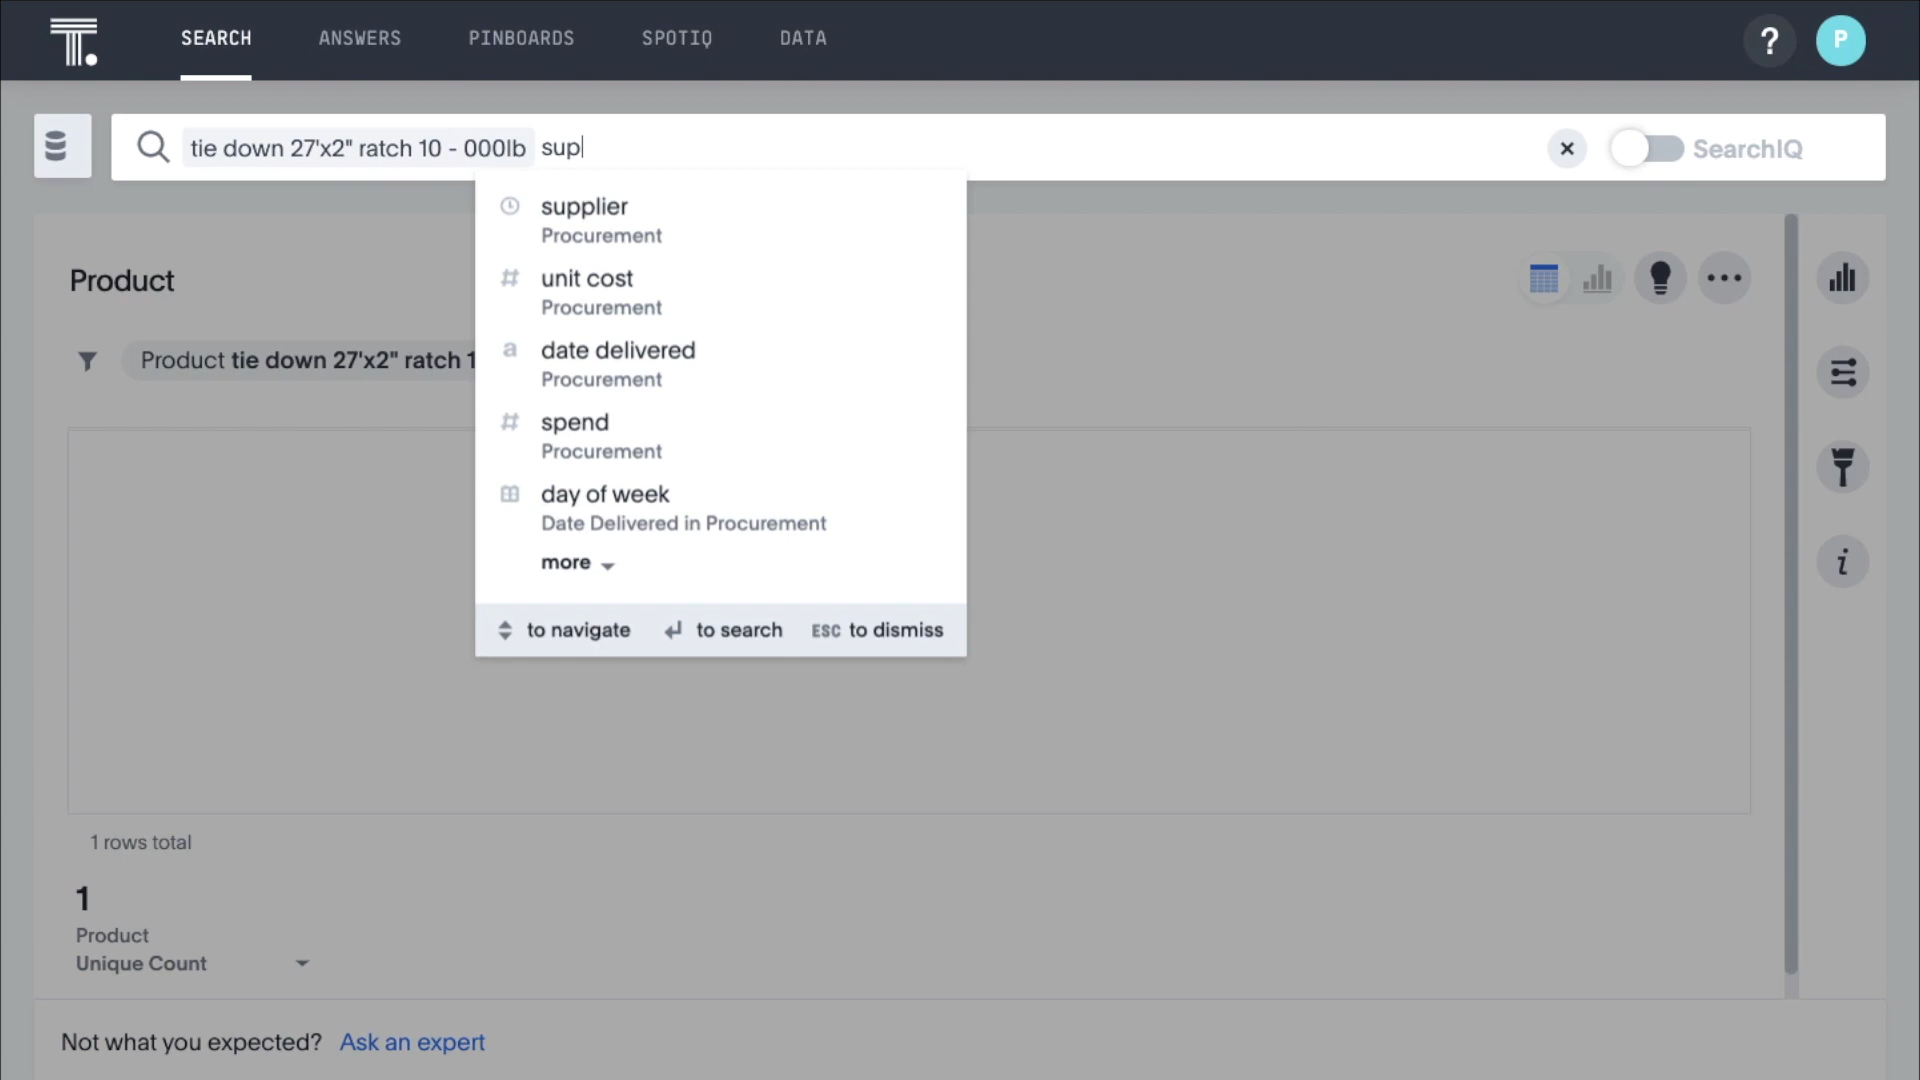 T.
SEARCH
ANSWERS
PINBOARDS
SPOTIQ
DATA
?
P
tie down 27'x2" ratch 10 - 000lb sup
SearchIQ
supplier
Procurement
# unit cost
Procurement
a date delivered
Procurement
# spend
Procurement
day of week
Date Delivered in Procurement
more
to navigate
to search
ESC to dismiss
Product
Product tie down 27'x2" ratch 1
1 rows total
1
Product
Unique Count
Not what you expected? Ask an expert
i